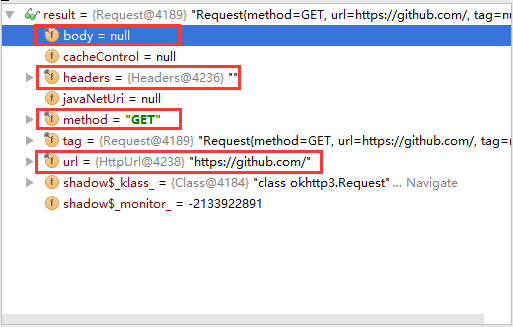 result = {Request@4189} "Request{method=GET, url=https://github.com/, tag=nu
f body = null
f cacheControl = null
f headers = {Headers@4236} ""
f javaNetUri = null
f method = "GET"
f tag = {Request@4189} "Request{method=GET, url=https://github.com/, tag=n
f url = {HttpUrl@4238} "https://github.com/"
f shadow$_klass_ = {Class@4184} "class okhttp3.Request"... Navigate
f shadow$_monitor_ = -2133922891